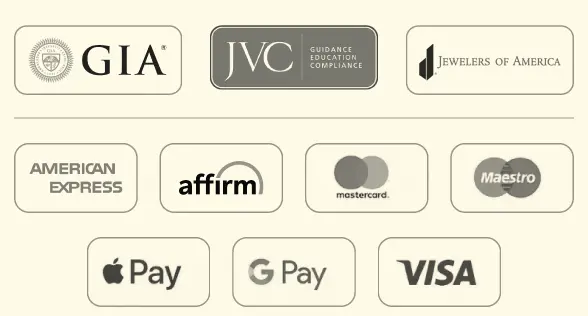 GIA®
JVC
GUIDANCE
EDUCATION
COMPLIANCE
JEWELERS OF AMERICA
AMERICAN
EXPRESS
affirm
mastercard.
Maestro
Pay
G Pay
VISA